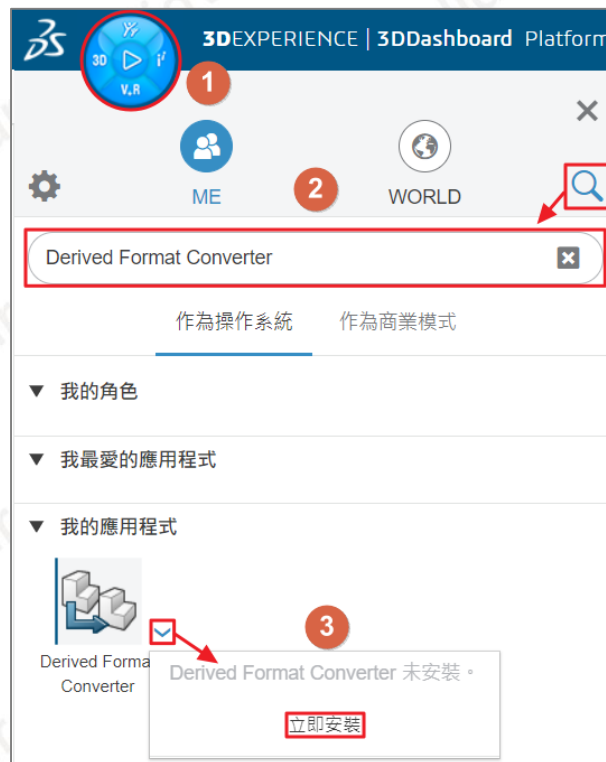 3DEXPERIENCE | 3DDashboard Platform
3D
V.R
1
ME
2
WORLD
Derived Format Converter
作為操作系統 作為商業模式
我的角色
我最愛的應用程式
我的應用程式
3
Derived Forma
Converter
Derived Format Converter 未安裝。
立即安裝